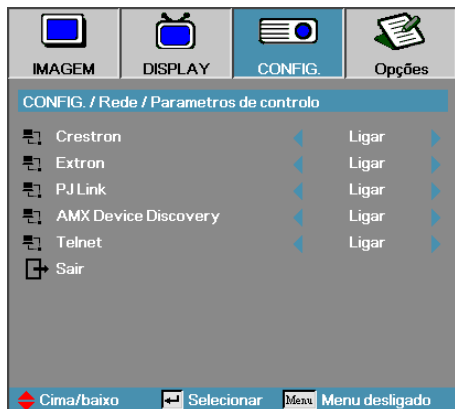 IMAGEM DISPLAY CONFIG. Opções
CONFIG. / Rede / Parametros de controlo
Crestron Ligar
Extron Ligar
PJ Link Ligar
AMX Device Discovery Ligar
Telnet Ligar
Sair
Cima/baixo Selecionar Menu Menu desligado